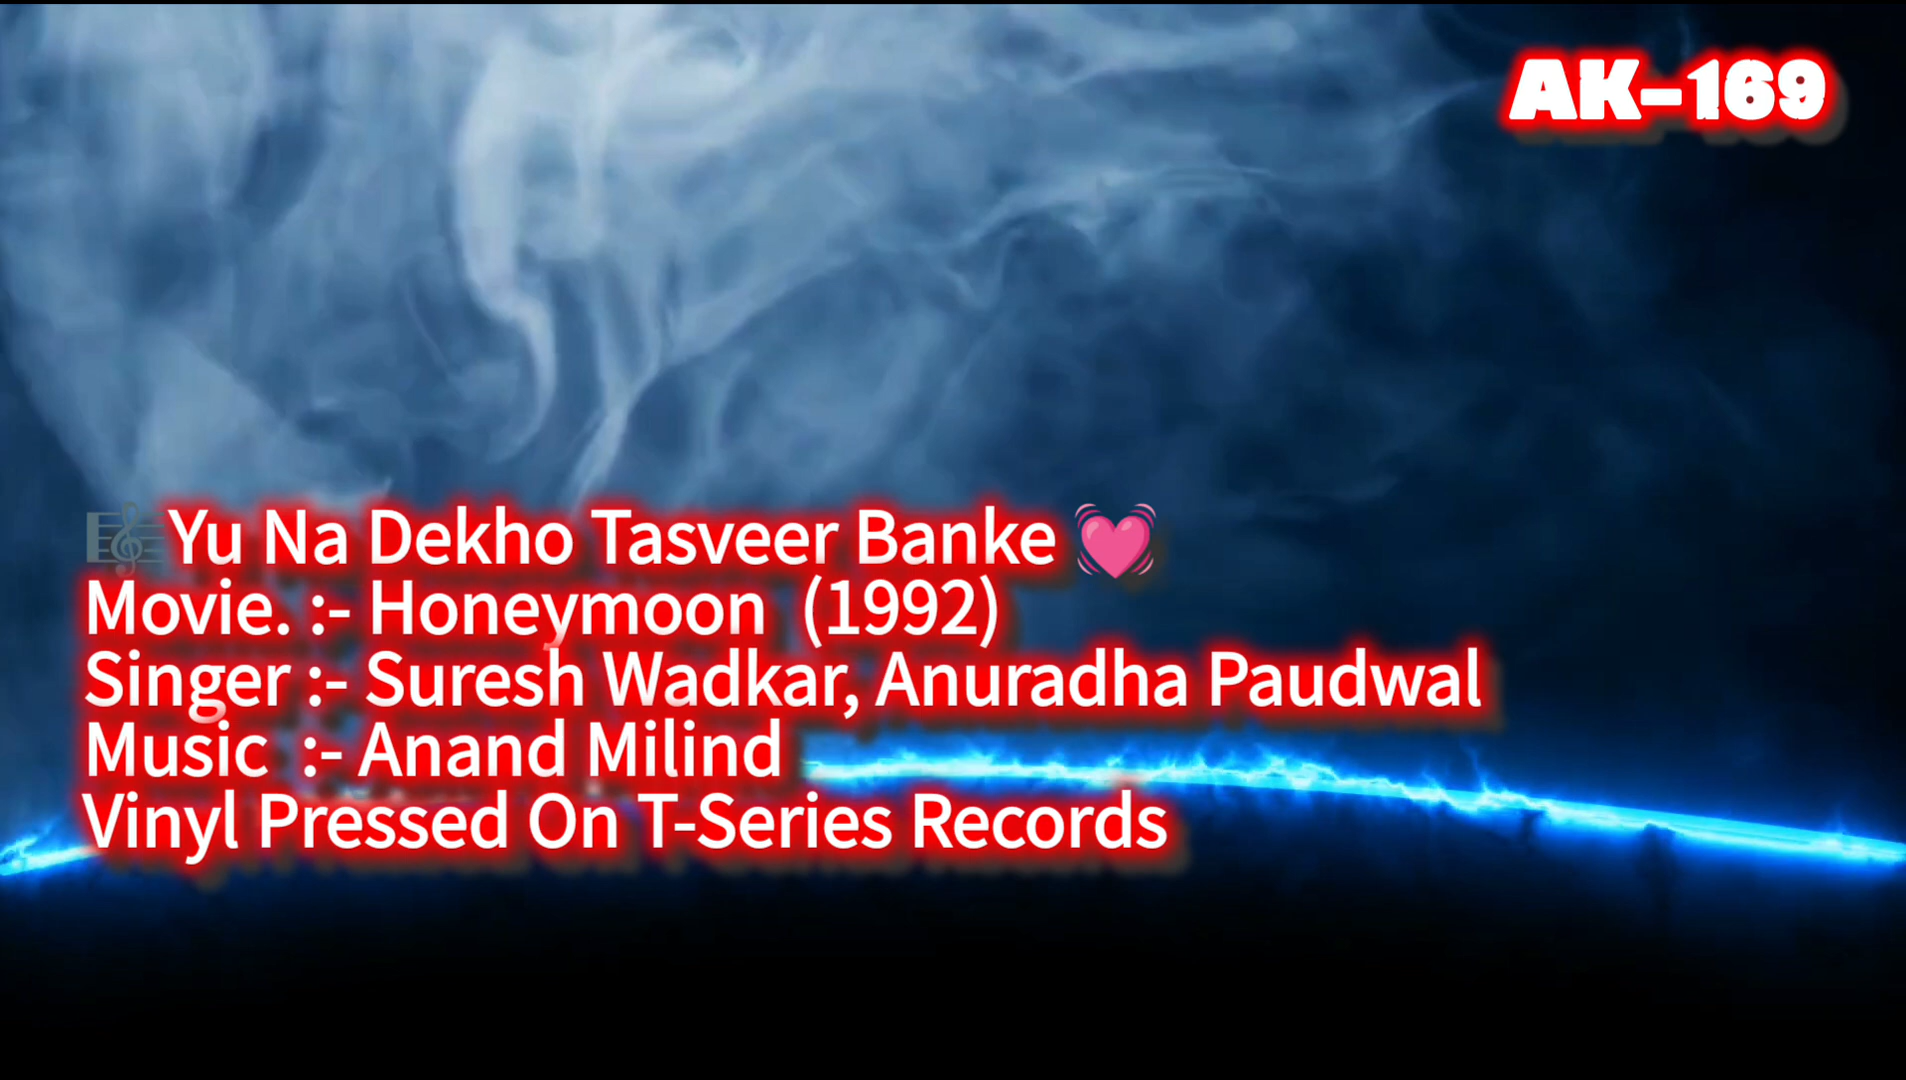 AK-169
🎼Yu Na Dekho Tasveer Banke 💓
Movie. :- Honeymoon  (1992)
Singer :- Suresh Wadkar, Anuradha Paudwal
Music  :- Anand Milind
Vinyl Pressed On T-Series Records